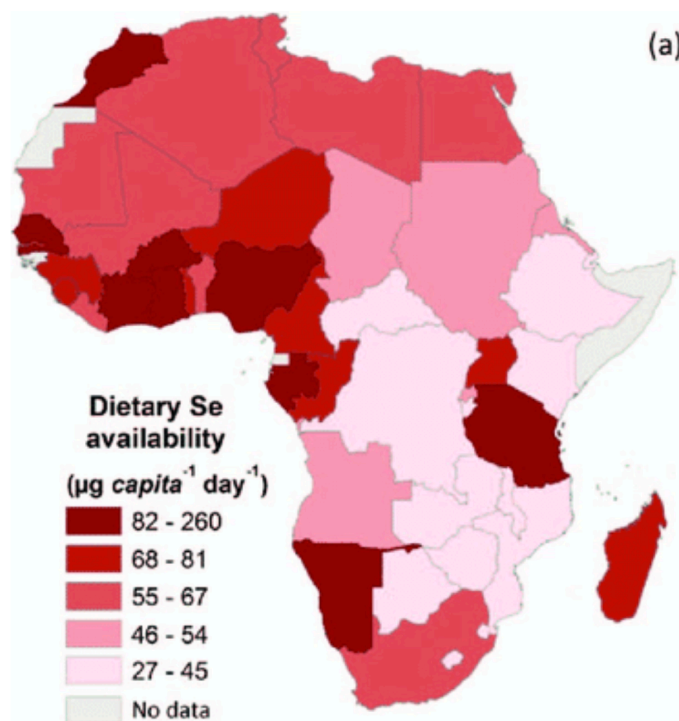 (a)
Dietary Se
availability
(µg capita⁻¹ day⁻¹)
82 - 260
68 - 81
55 - 67
46 - 54
27 - 45
No data